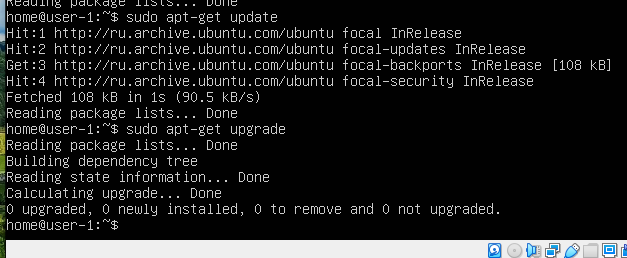 Reading package lists... Done
home@user-1:~$ sudo apt-get update
Hit:1 http://ru.archive.ubuntu.com/ubuntu focal InRelease
Hit:2 http://ru.archive.ubuntu.com/ubuntu focal-updates InRelease
Get:3 http://ru.archive.ubuntu.com/ubuntu focal-backports InRelease [108 kB]
Hit:4 http://ru.archive.ubuntu.com/ubuntu focal-security InRelease
Fetched 108 kB in 1s (90.5 kB/s)
Reading package lists... Done
home@user-1:~$ sudo apt-get upgrade
Reading package lists... Done
Building dependency tree
Reading state information... Done
Calculating upgrade... Done
0 upgraded, 0 newly installed, 0 to remove and 0 not upgraded.
home@user-1:~$